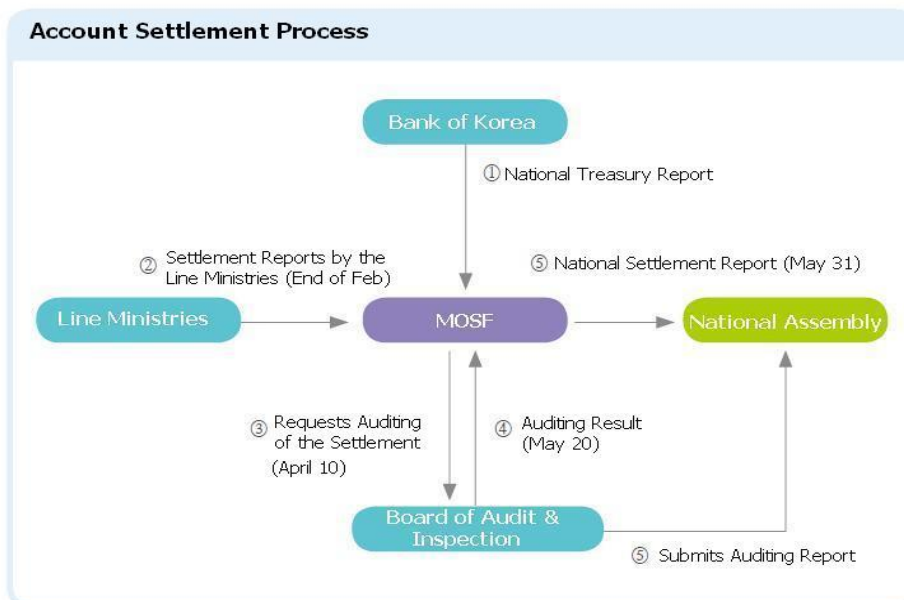 Account Settlement Process
Bank of Korea
① National Treasury Report
② Settlement Reports by the
Line Ministries (End of Feb)
⑤ National Settlement Report (May 31)
Line Ministries
MOSF
National Assembly
③ Requests Auditing
of the Settlement
(April 10)
④ Auditing Result
(May 20)
Board of Audit &
Inspection
⑤ Submits Auditing Report